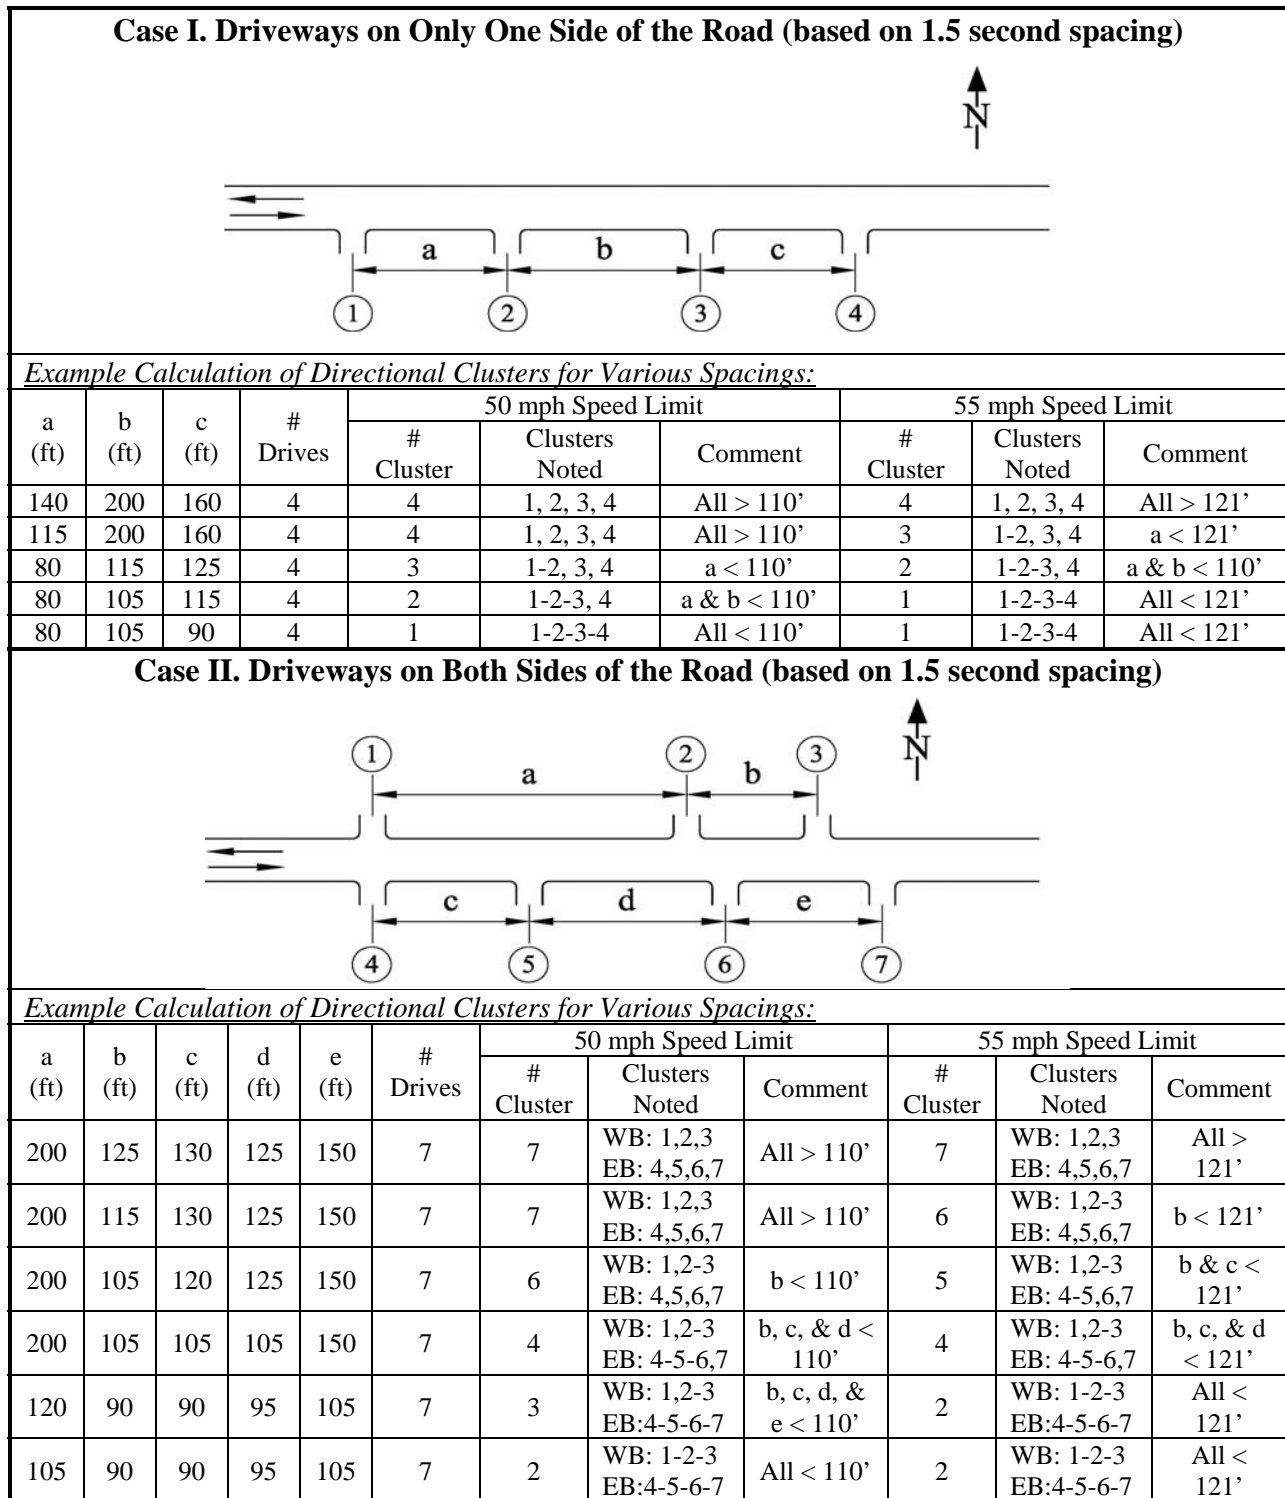 Case I. Driveways on Only One Side of the Road (based on 1.5 second spacing)
N
a b c
1 2 3 4
Example Calculation of Directional Clusters for Various Spacings:
a (ft) b (ft) c (ft) # Drives 50 mph Speed Limit 55 mph Speed Limit
# Cluster Clusters Noted Comment # Cluster Clusters Noted Comment
140 200 160 4 4 1, 2, 3, 4 All > 110’ 4 1, 2, 3, 4 All > 121’
115 200 160 4 4 1, 2, 3, 4 All > 110’ 3 1-2, 3, 4 a < 121’
80 115 125 4 3 1-2, 3, 4 a < 110’ 2 1-2-3, 4 a & b < 110’
80 105 115 4 2 1-2-3, 4 a & b < 110’ 1 1-2-3-4 All < 121’
80 105 90 4 1 1-2-3-4 All < 110’ 1 1-2-3-4 All < 121’
Case II. Driveways on Both Sides of the Road (based on 1.5 second spacing)
N
1 2 3
a b
c d e
4 5 6 7
Example Calculation of Directional Clusters for Various Spacings:
a (ft) b (ft) c (ft) d (ft) e (ft) # Drives 50 mph Speed Limit 55 mph Speed Limit
# Cluster Clusters Noted Comment # Cluster Clusters Noted Comment
200 125 130 125 150 7 7 WB: 1,2,3 EB: 4,5,6,7 All > 110’ 7 WB: 1,2,3 EB: 4,5,6,7 All > 121’
200 115 130 125 150 7 7 WB: 1,2,3 EB: 4,5,6,7 All > 110’ 6 WB: 1,2-3 EB: 4,5,6,7 b < 121’
200 105 120 125 150 7 6 WB: 1,2-3 EB: 4,5,6,7 b < 110’ 5 WB: 1,2-3 EB: 4-5,6,7 b & c < 121’
200 105 105 105 150 7 4 WB: 1,2-3 EB: 4-5-6,7 b, c, & d < 110’ 4 WB: 1,2-3 EB: 4-5-6,7 b, c, & d < 121’
120 90 90 95 105 7 3 WB: 1,2-3 EB:4-5-6-7 b, c, d, & e < 110’ 2 WB: 1-2-3 EB:4-5-6-7 All < 121’
105 90 90 95 105 7 2 WB: 1-2-3 EB:4-5-6-7 All < 110’ 2 WB: 1-2-3 EB:4-5-6-7 All < 121’